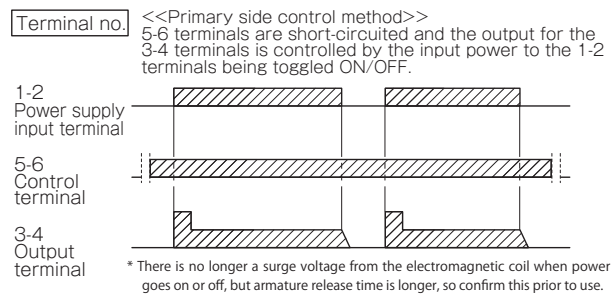 Terminal no.
<<Primary side control method>>
5-6 terminals are short-circuited and the output for the
3-4 terminals is controlled by the input power to the 1-2
terminals being toggled ON/OFF.
1-2
Power supply
input terminal
5-6
Control
terminal
3-4
Output
terminal
* There is no longer a surge voltage from the electromagnetic coil when power
goes on or off, but armature release time is longer, so confirm this prior to use.